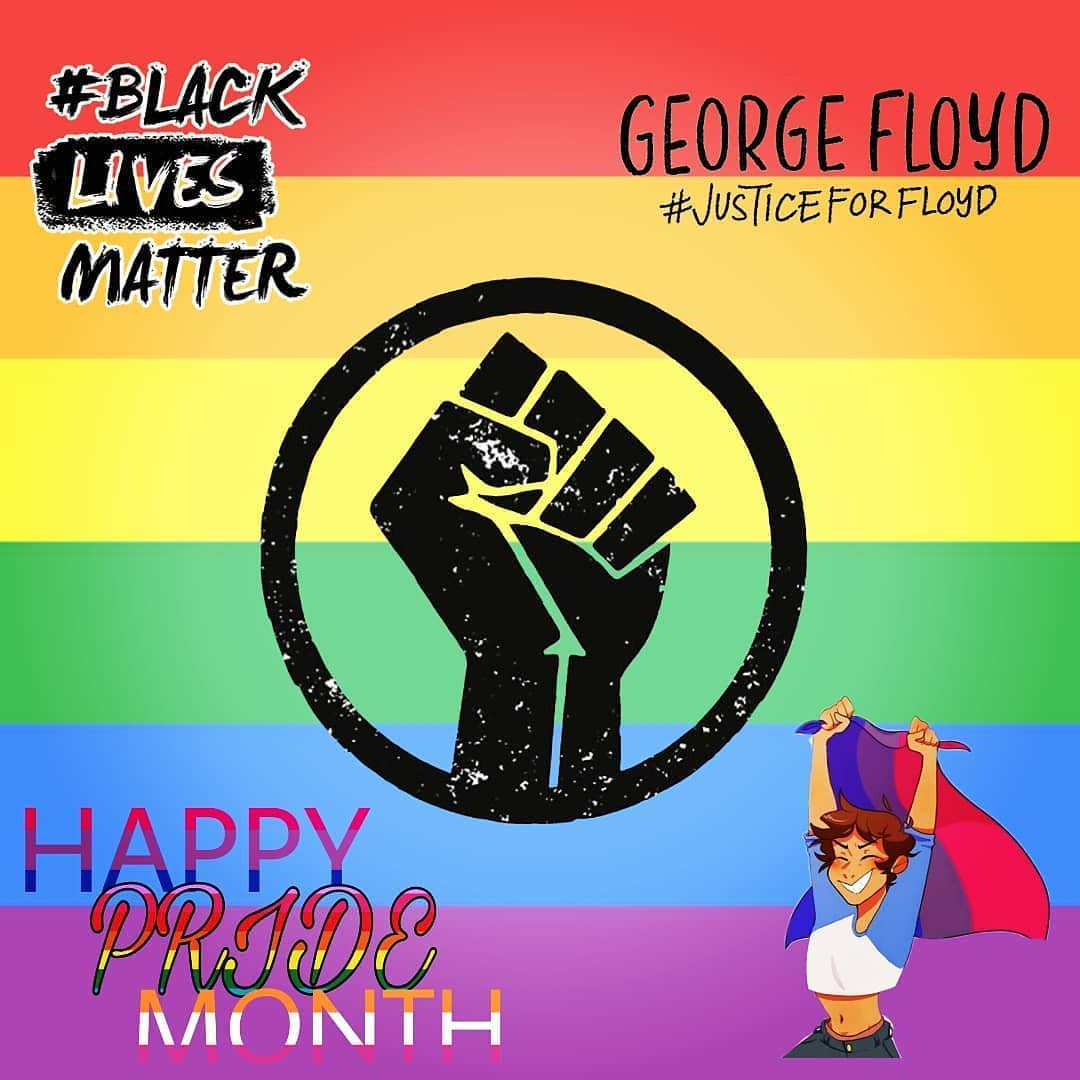 #BLACK
LIVES
MATTER
GEORGE FLOYD
#JUSTICEFORFLOYD
HAPPY
PRIDE
MONTH